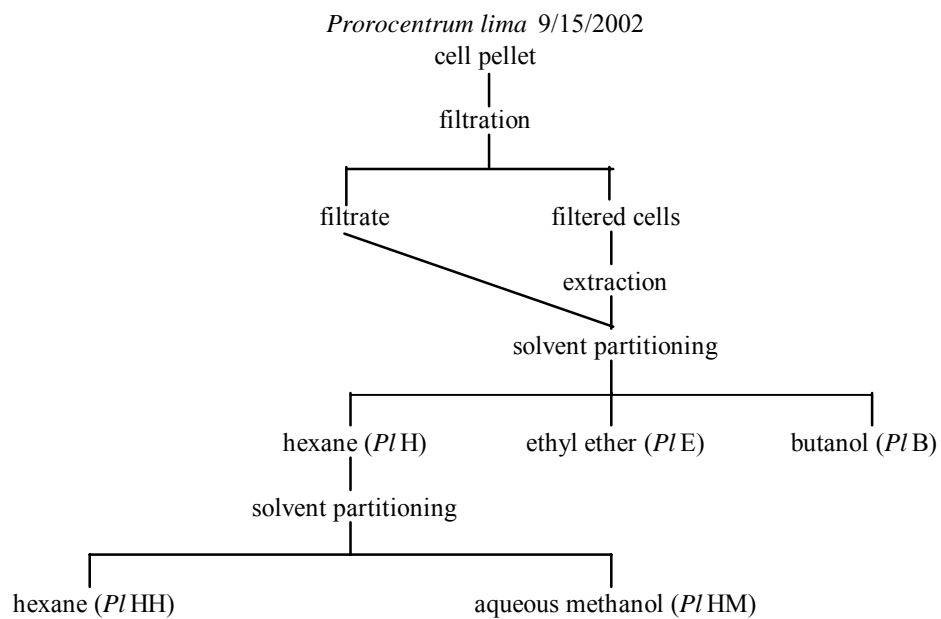 Prorocentrum lima 9/15/2002
cell pellet
filtration
filtrate
filtered cells
extraction
solvent partitioning
hexane (Pl H)
ethyl ether (Pl E)
butanol (Pl B)
solvent partitioning
hexane (Pl HH)
aqueous methanol (Pl HM)